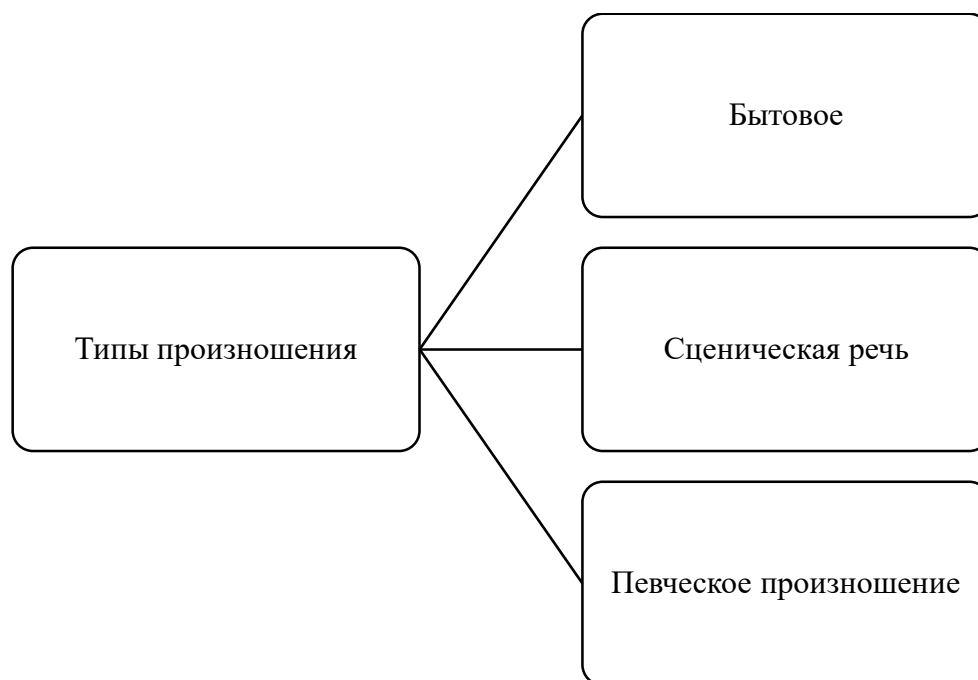 Типы произношения
Бытовое
Сценическая речь
Певческое произношение